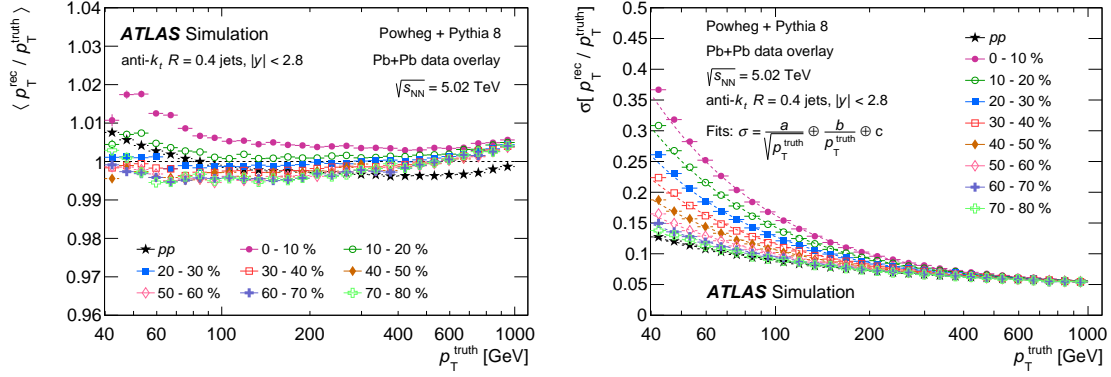 ⟨ p_T^rec / p_T^truth ⟩
1.04
1.03
1.02
1.01
1
0.99
0.98
0.97
0.96
ATLAS Simulation
anti-k_t R = 0.4 jets, |y| < 2.8
Powheg + Pythia 8
Pb+Pb data overlay
√s_NN = 5.02 TeV
pp
0 - 10 %
10 - 20 %
20 - 30 %
30 - 40 %
40 - 50 %
50 - 60 %
60 - 70 %
70 - 80 %
40 60 100 200 400 1000
p_T^truth [GeV]
σ[ p_T^rec / p_T^truth ]
0.5
0.45
0.4
0.35
0.3
0.25
0.2
0.15
0.1
0.05
0
Powheg + Pythia 8
Pb+Pb data overlay
√s_NN = 5.02 TeV
anti-k_t R = 0.4 jets, |y| < 2.8
Fits: σ = a / √p_T^truth ⊕ b / p_T^truth ⊕ c
pp
0 - 10 %
10 - 20 %
20 - 30 %
30 - 40 %
40 - 50 %
50 - 60 %
60 - 70 %
70 - 80 %
ATLAS Simulation
40 60 100 200 400 1000
p_T^truth [GeV]